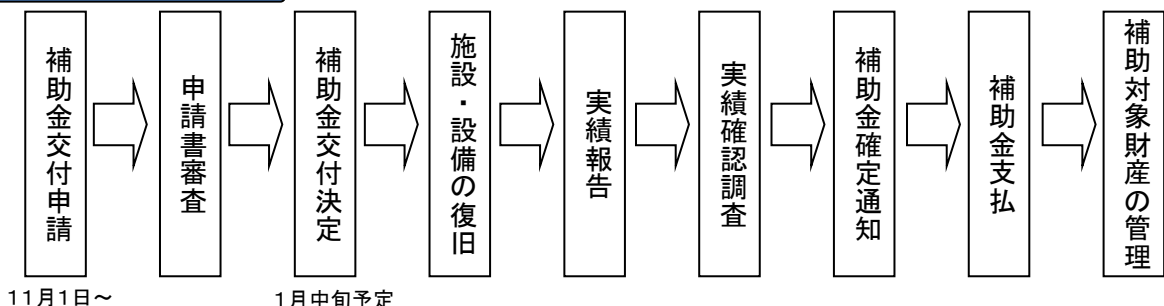 補助金交付申請
申請書審査
補助金交付決定
施設・設備の復旧
実績報告
実績確認調査
補助金確定通知
補助金支払
補助対象財産の管理
11月1日～
1月中旬予定